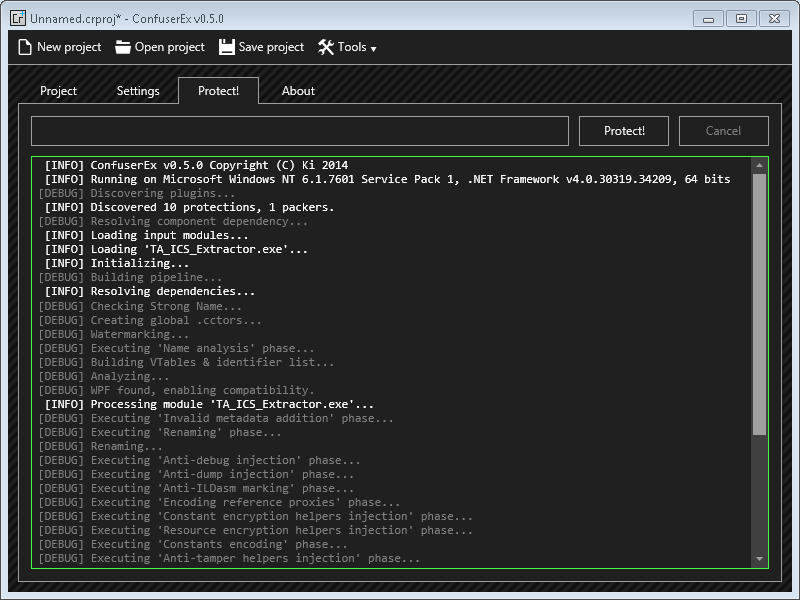 Cr Unnamed.crproj* - ConfuserEx v0.5.0
New project Open project Save project Tools
Project Settings Protect! About
Protect! Cancel
[INFO] ConfuserEx v0.5.0 Copyright (C) Ki 2014
[INFO] Running on Microsoft Windows NT 6.1.7601 Service Pack 1, .NET Framework v4.0.30319.34209, 64 bits
[DEBUG] Discovering plugins...
[INFO] Discovered 10 protections, 1 packers.
[DEBUG] Resolving component dependency...
[INFO] Loading input modules...
[INFO] Loading 'TA_ICS_Extractor.exe'...
[INFO] Initializing...
[DEBUG] Building pipeline...
[INFO] Resolving dependencies...
[DEBUG] Checking Strong Name...
[DEBUG] Creating global .cctors...
[DEBUG] Watermarking...
[DEBUG] Executing 'Name analysis' phase...
[DEBUG] Building VTables & identifier list...
[DEBUG] Analyzing...
[DEBUG] WPF found, enabling compatibility.
[INFO] Processing module 'TA_ICS_Extractor.exe'...
[DEBUG] Executing 'Invalid metadata addition' phase...
[DEBUG] Executing 'Renaming' phase...
[DEBUG] Renaming...
[DEBUG] Executing 'Anti-debug injection' phase...
[DEBUG] Executing 'Anti-dump injection' phase...
[DEBUG] Executing 'Anti-ILDasm marking' phase...
[DEBUG] Executing 'Encoding reference proxies' phase...
[DEBUG] Executing 'Constant encryption helpers injection' phase...
[DEBUG] Executing 'Resource encryption helpers injection' phase...
[DEBUG] Executing 'Constants encoding' phase...
[DEBUG] Executing 'Anti-tamper helpers injection' phase...